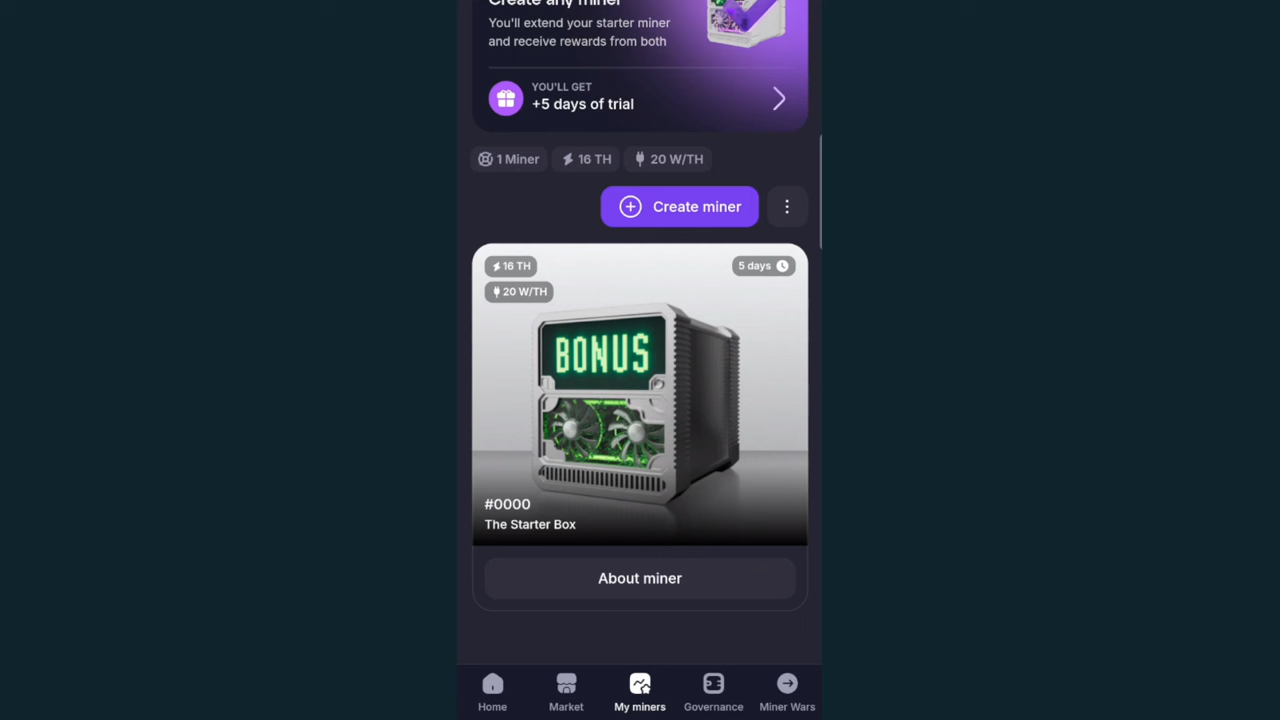 Create any miner
You'll extend your starter miner
and receive rewards from both
YOU'LL GET
+5 days of trial
1 Miner
16 TH
20 W/TH
Create miner
16 TH
5 days
20 W/TH
BONUS
#0000
The Starter Box
About miner
Home
Market
My miners
Governance
Miner Wars